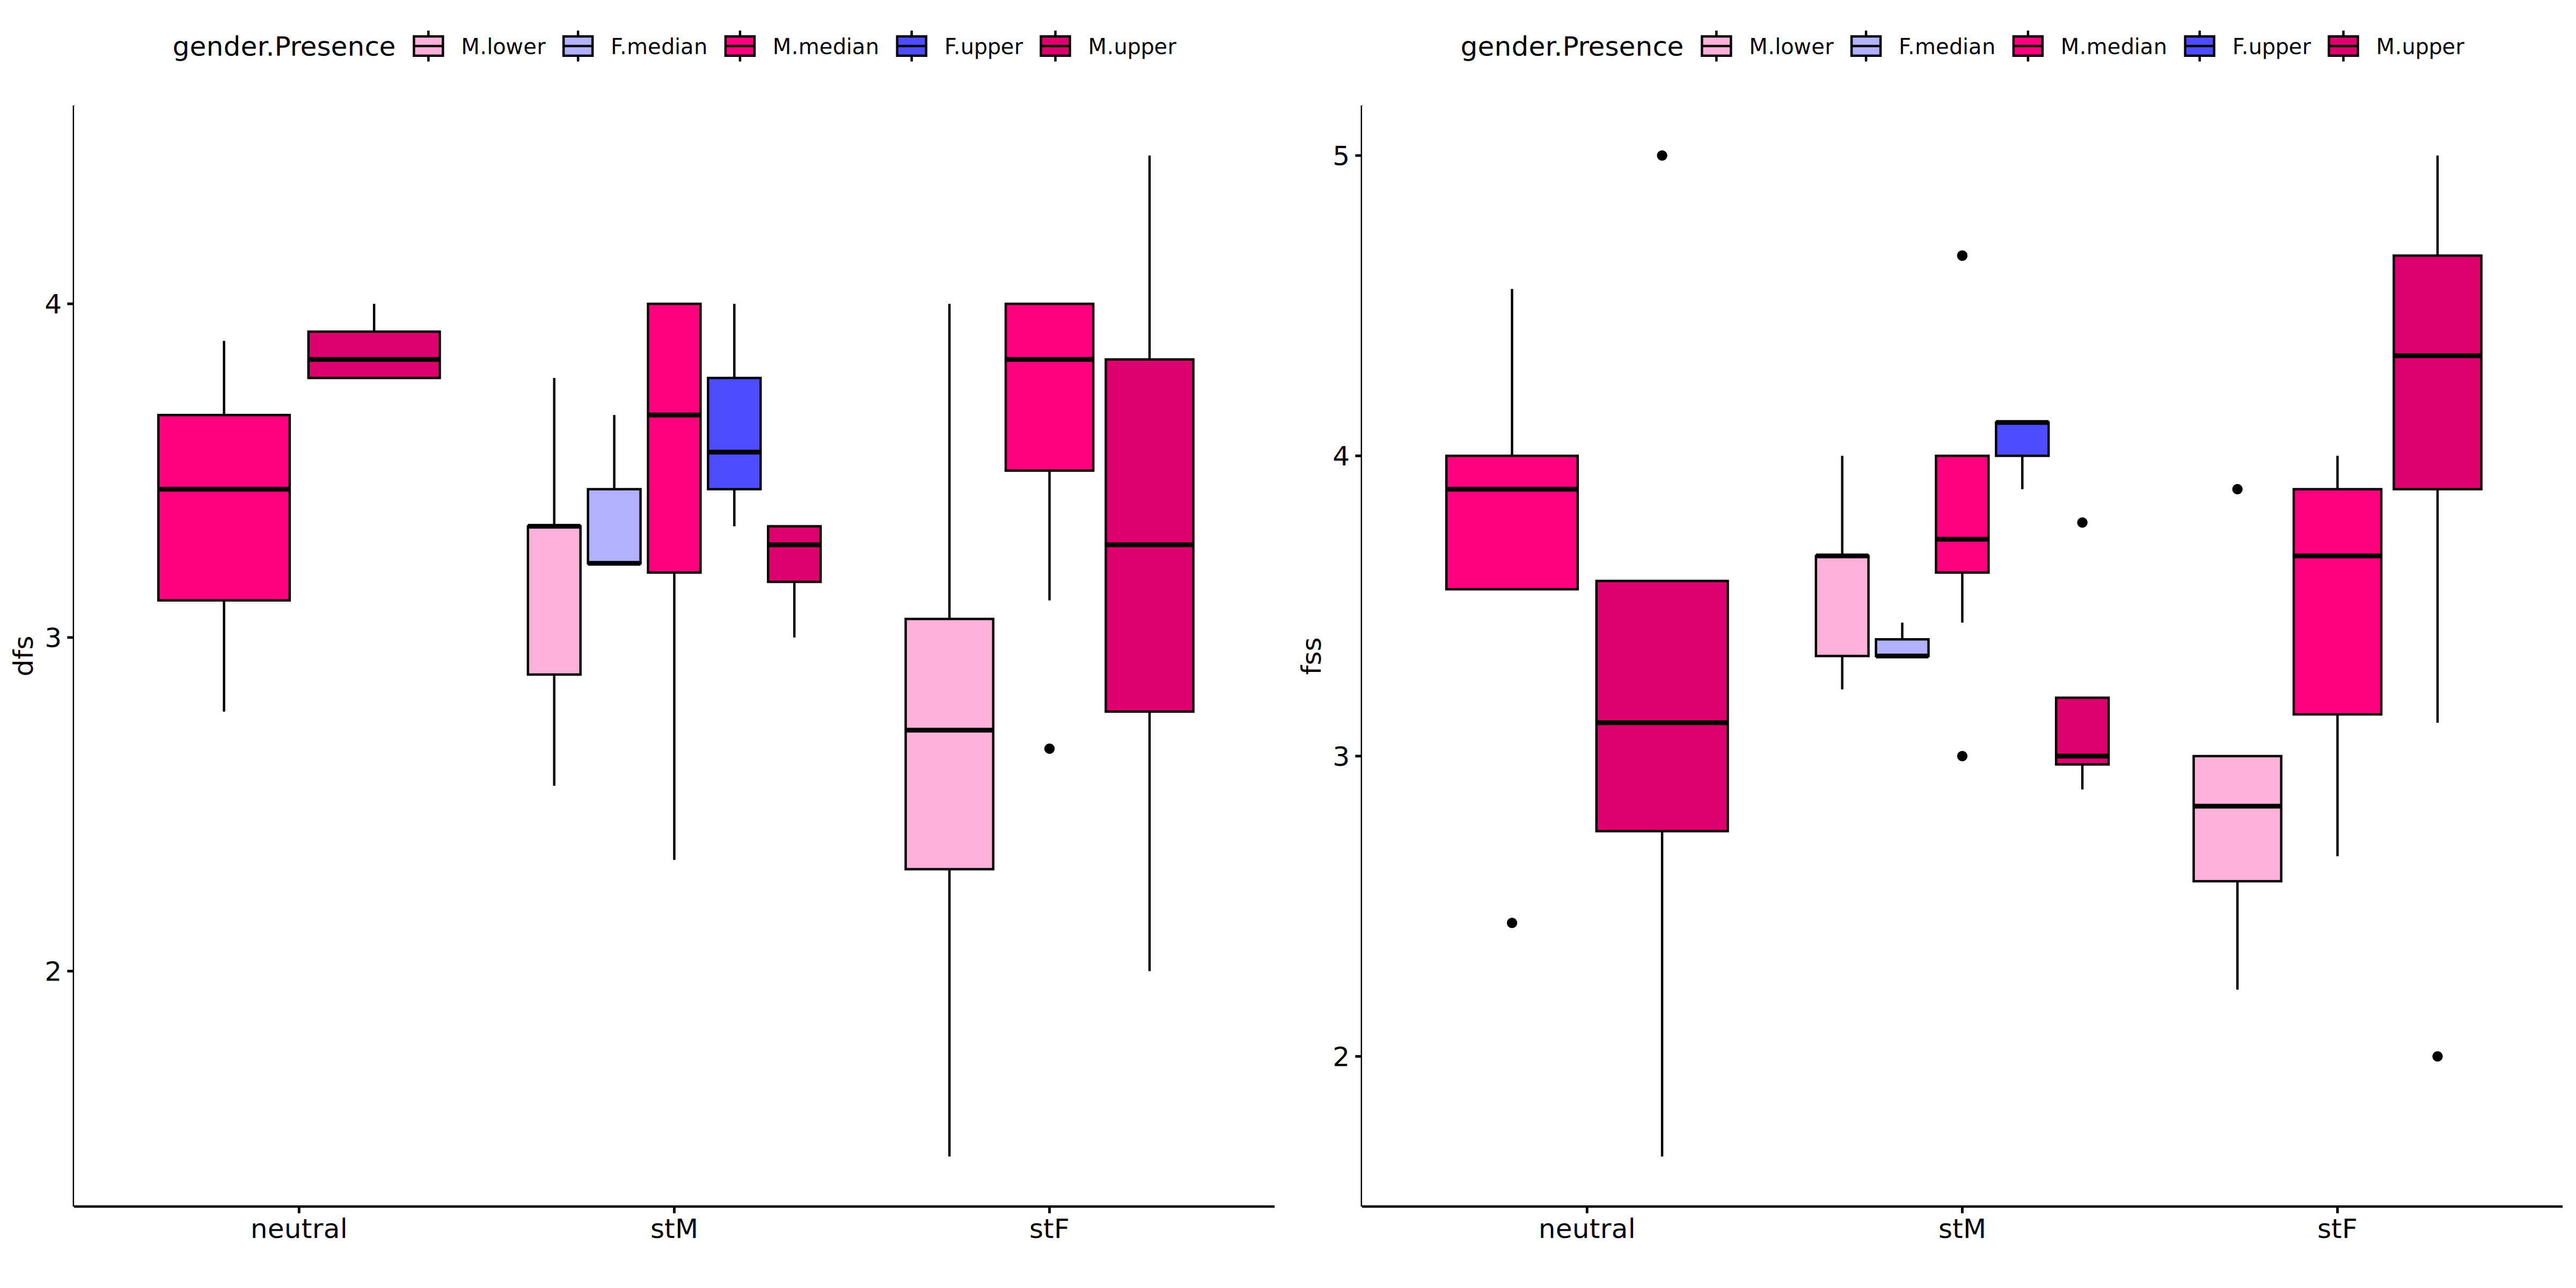 gender.Presence M.lower F.median M.median F.upper M.upper
dfs
4
3
2
neutral stM stF
gender.Presence M.lower F.median M.median F.upper M.upper
fss
5
4
3
2
neutral stM stF